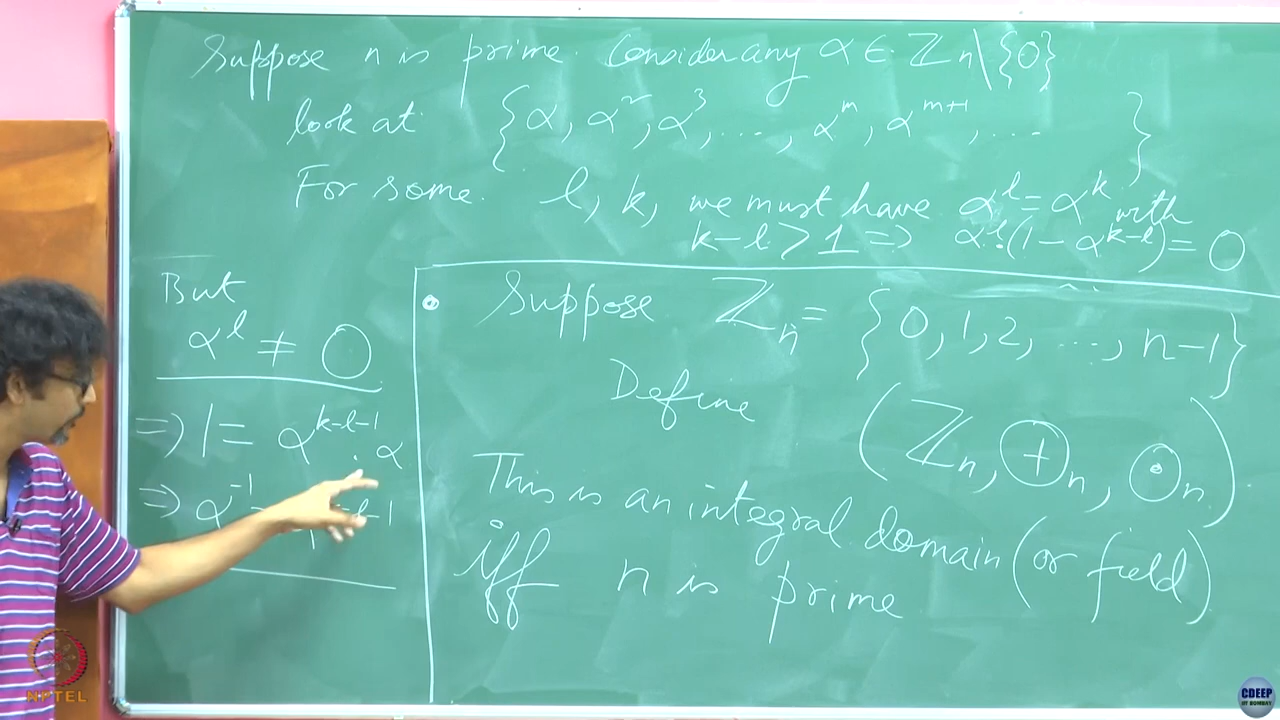 Suppose n is prime. Consider any α ∈ ℤn \ {0}
look at {α, α², α³, ..., α^m, α^{m+1}, ... }
For some l, k, we must have α^l = α^k with
k-l > 1 => α^l (1 - α^{k-l}) = 0
But
α^l ≠ 0
=> 1 = α^{k-l-1} . α
=> α^{-1} =
• Suppose ℤn = {0, 1, 2, ..., n-1}
Define (ℤn, ⊕n, ⊙n).
This is an integral domain (or field)
iff n is prime
NPTEL
CDEEP
IIT BOMBAY